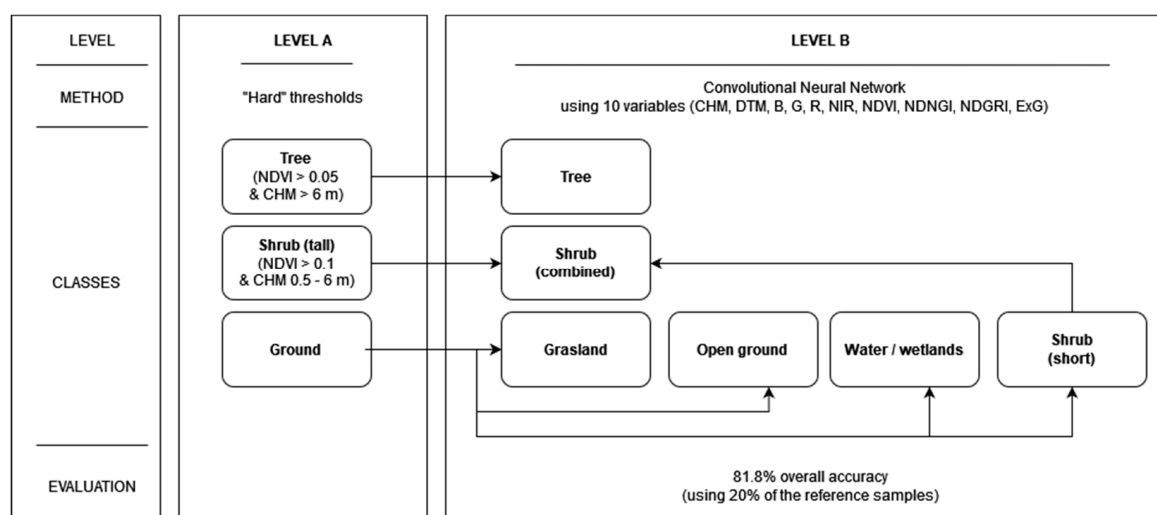 LEVEL
LEVEL A
LEVEL B
METHOD
"Hard" thresholds
Convolutional Neural Network
using 10 variables (CHM, DTM, B, G, R, NIR, NDVI, NDNGI, NDGRI, ExG)
CLASSES
Tree
(NDVI > 0.05
& CHM > 6 m)
Tree
Shrub (tall)
(NDVI > 0.1
& CHM 0.5 - 6 m)
Shrub
(combined)
Ground
Grasland
Open ground
Water / wetlands
Shrub
(short)
EVALUATION
81.8% overall accuracy
(using 20% of the reference samples)